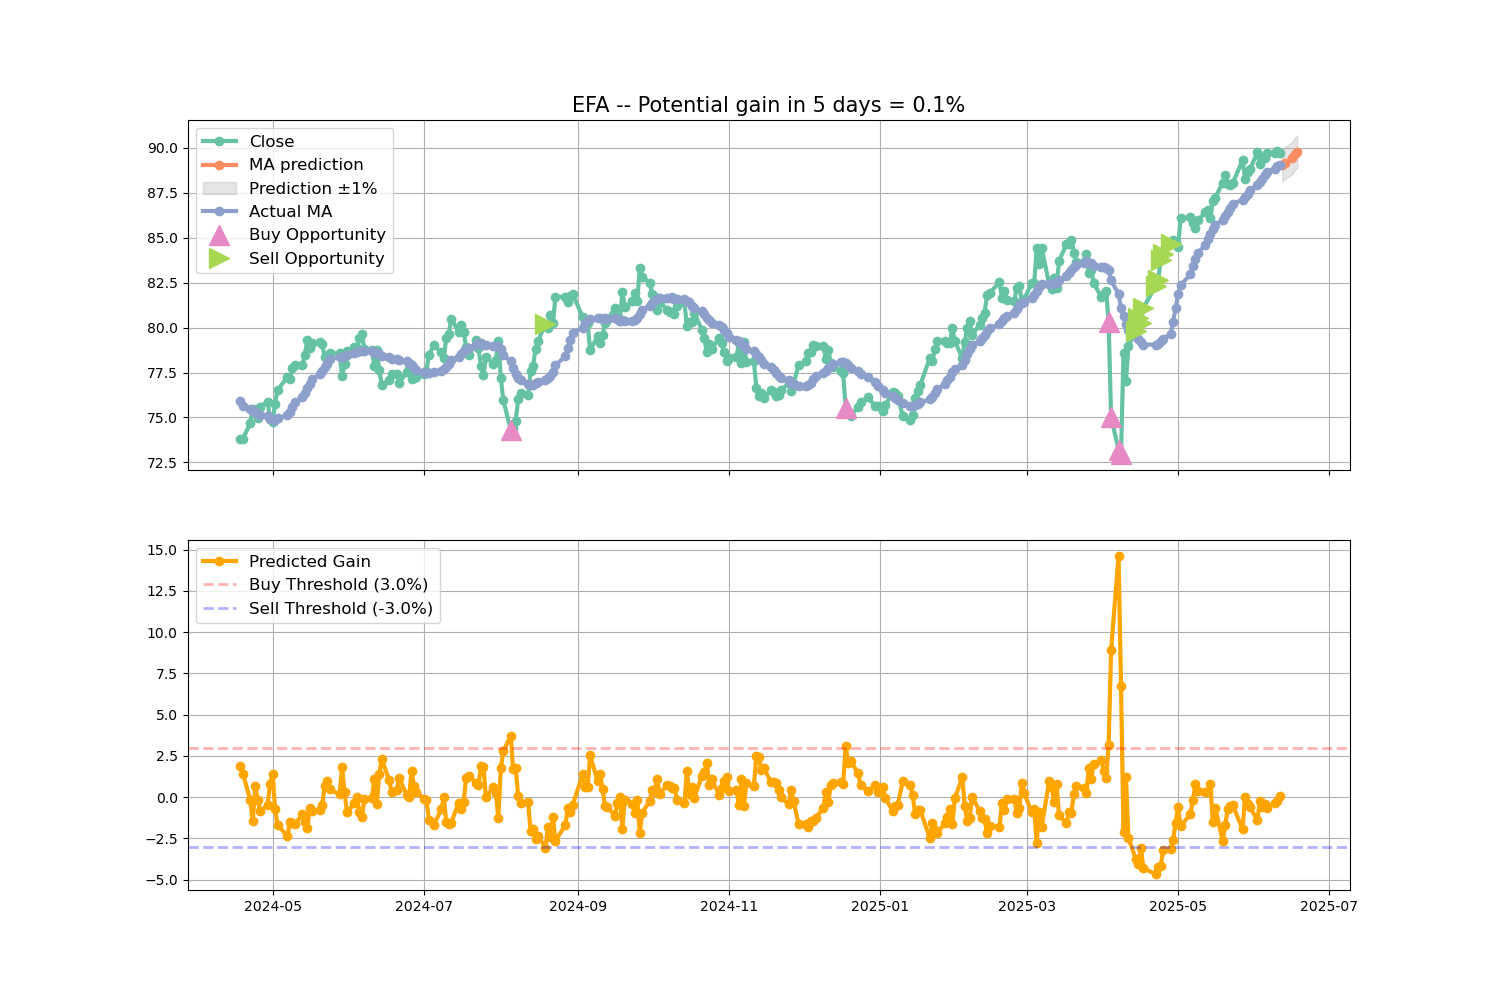 EFA -- Potential gain in 5 days = 0.1%
Close
MA prediction
Prediction ±1%
Actual MA
Buy Opportunity
Sell Opportunity
90.0
87.5
85.0
82.5
80.0
77.5
75.0
72.5
Predicted Gain
Buy Threshold (3.0%)
Sell Threshold (-3.0%)
15.0
12.5
10.0
7.5
5.0
2.5
0.0
−2.5
−5.0
2024-05 2024-07 2024-09 2024-11 2025-01 2025-03 2025-05 2025-07